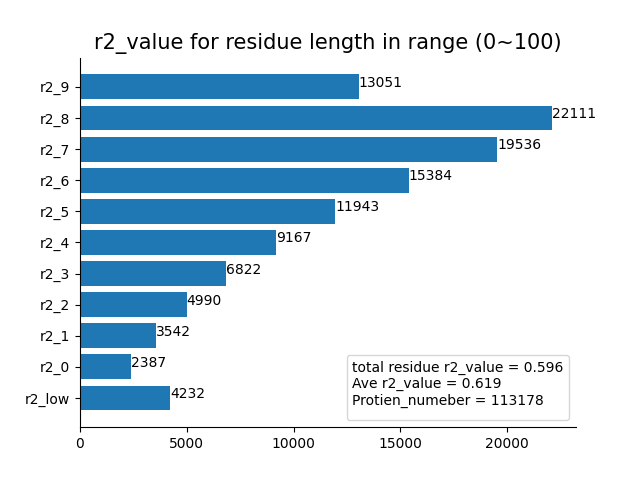 r2_value for residue length in range (0~100)
r2_9 13051
r2_8 22111
r2_7 19536
r2_6 15384
r2_5 11943
r2_4 9167
r2_3 6822
r2_2 4990
r2_1 3542
r2_0 2387
r2_low 4232
total residue r2_value = 0.596
Ave r2_value = 0.619
Protien_numeber = 113178
0 5000 10000 15000 20000